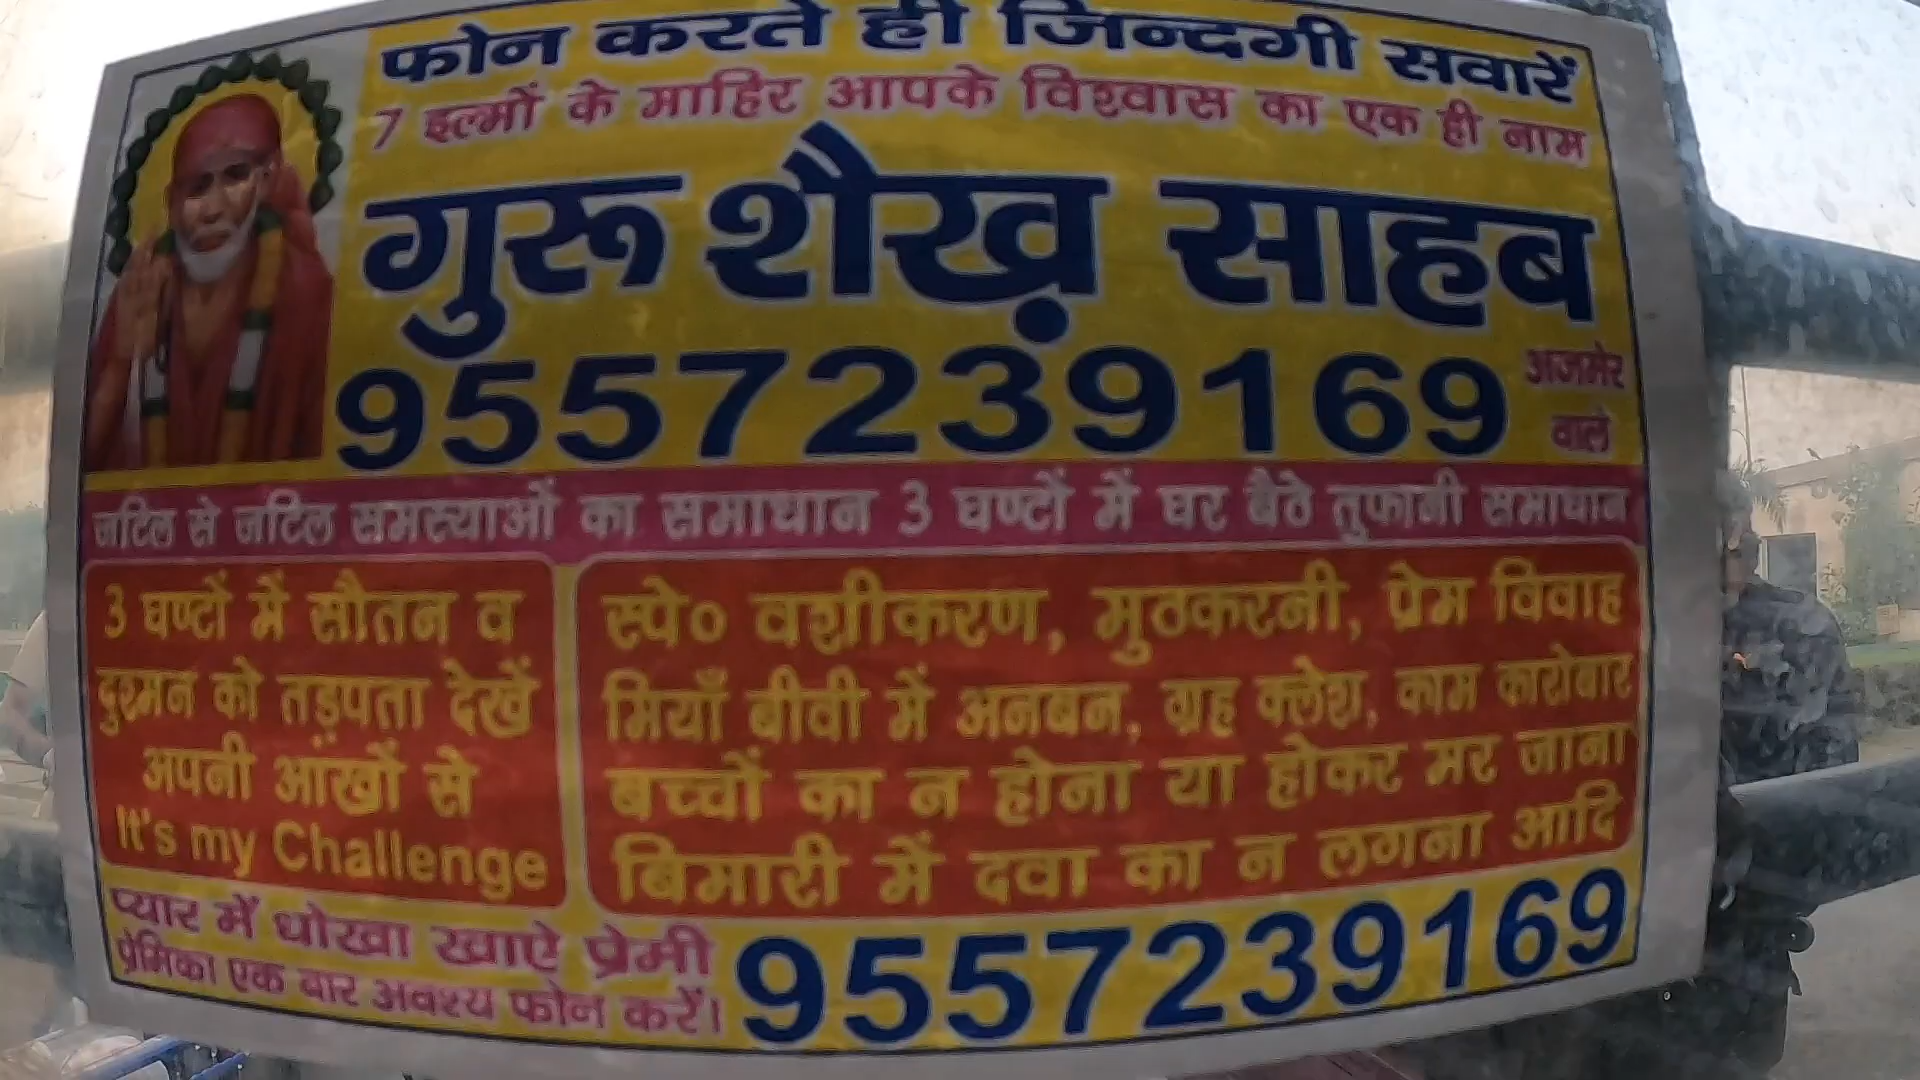 फोन करते ही जिन्दगी सवारें
7 इल्मों के माहिर आपके विश्वास का एक ही नाम
गुरू शैख़ साहब
9557239169
आजमेर
वाले
जटिल से जटिल समस्याओं का समाधान 3 घण्टों में घर बैठे तुफानी समाधान
3 घण्टों में सौतन व
दुश्मन को तड़पता देखें
अपनी आंखों से
It's my Challenge
स्पे० वशीकरण, मुठकरनी, प्रेम विवाह
मियाँ बीवी में अनबन, ग्रह क्लेश, काम कारोबार
बच्चों का न होना या होकर मर जाना
बिमारी में दवा का न लगना आदि
प्यार में धोखा खाऐ प्रेमी
प्रेमिका एक बार अवश्य फोन करें।
9557239169